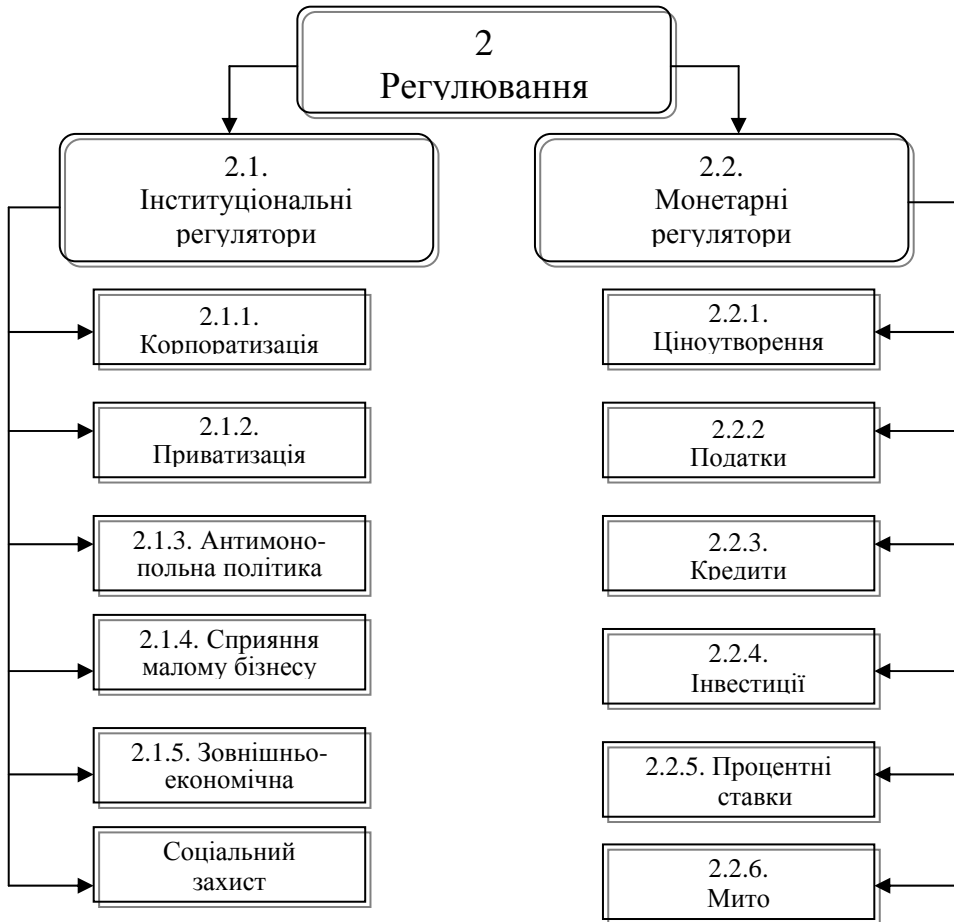 2
Регулювання
2.1.
Інституціональні
регулятори
2.1.1.
Корпоратизація
2.1.2.
Приватизація
2.1.3. Антимоно-
польна політика
2.1.4. Сприяння
малому бізнесу
2.1.5. Зовнішньо-
економічна
Соціальний
захист
2.2.
Монетарні
регулятори
2.2.1.
Ціноутворення
2.2.2
Податки
2.2.3.
Кредити
2.2.4.
Інвестиції
2.2.5. Процентні
ставки
2.2.6.
Мито